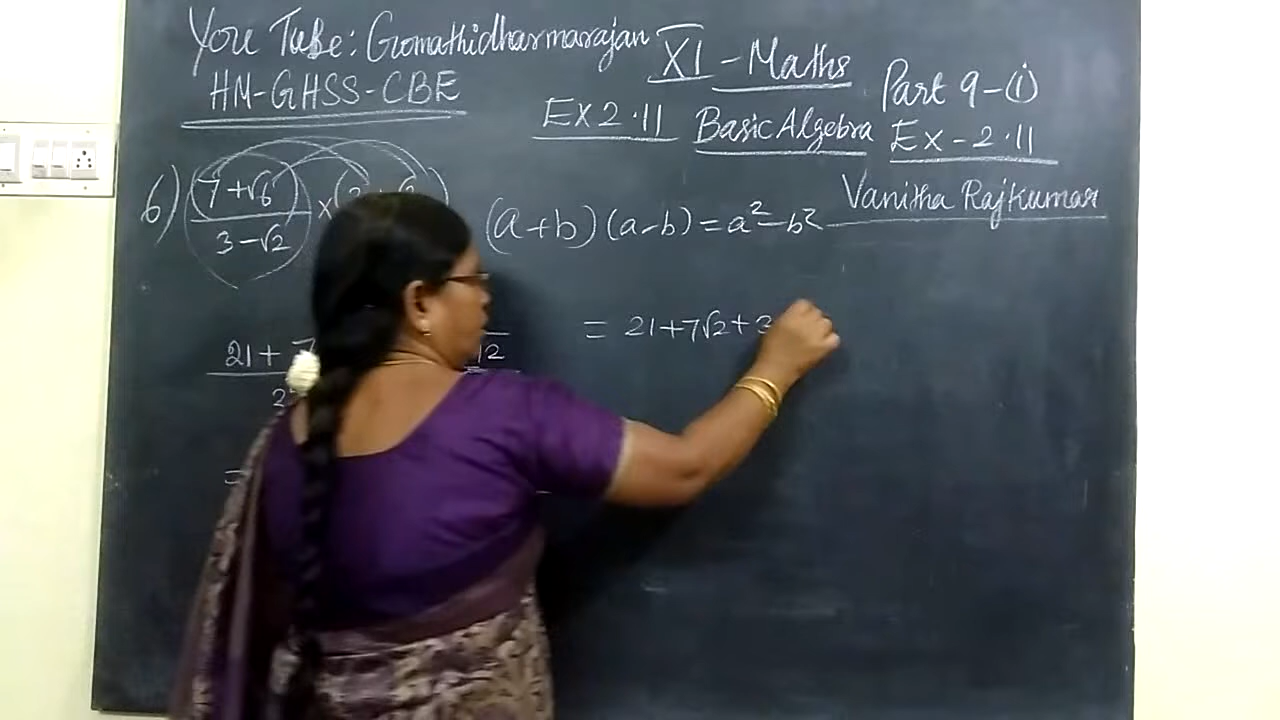 You Tube: Gomathidharmarajan
HM-GHSS-CBE
XI - Maths
Part 9-(i)
Ex 2.11
Basic Algebra
Ex - 2.11
Vanitha Rajkumar
6) (7+√6
3-√2
×
(a+b)(a-b) = a²-b²
21 + 7
12
= 21+7√2+3
=